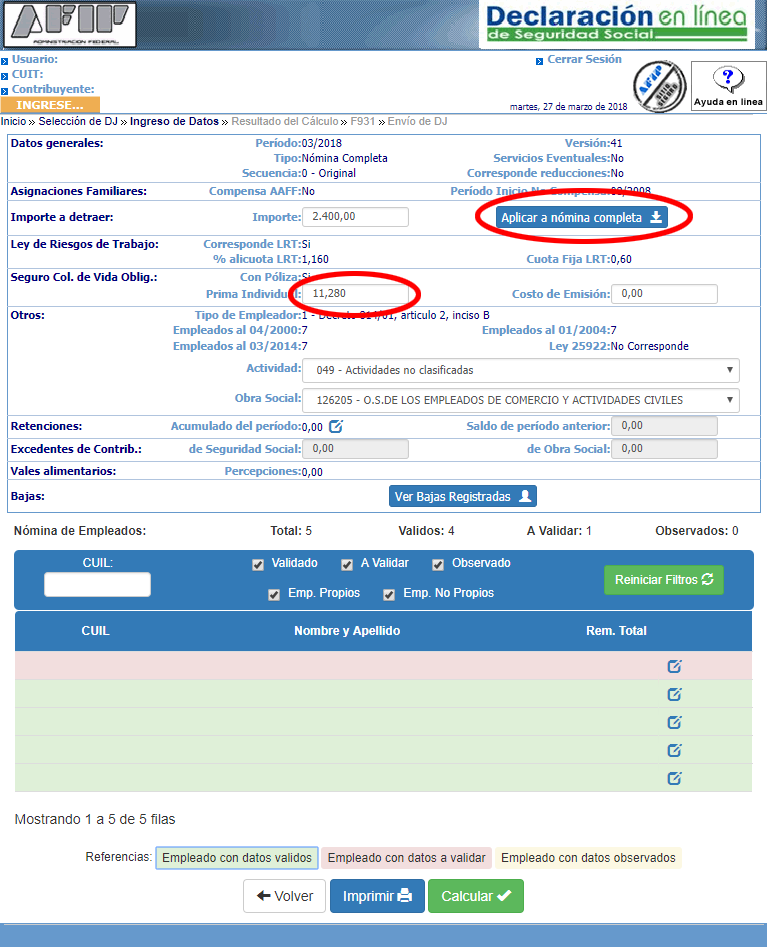 AFIP
ADMINISTRACION FEDERAL
Declaración en línea
de Seguridad Social
Usuario:
CUIT:
Contribuyente:
INGRESE...
Cerrar Sesión
martes, 27 de marzo de 2018
Ayuda en línea
Inicio » Selección de DJ » Ingreso de Datos » Resultado del Cálculo » F931 » Envío de DJ
Datos generales: Período:03/2018 Versión:41
Tipo:Nómina Completa Servicios Eventuales:No
Secuencia:0 - Original Corresponde reducciones:No
Asignaciones Familiares: Compensa AAFF:No Período Inicio No Compensa:08/2008
Importe a detraer: Importe: 2.400,00 Aplicar a nómina completa
Ley de Riesgos de Trabajo: Corresponde LRT:Si
% alicuota LRT:1,160 Cuota Fija LRT:0,60
Seguro Col. de Vida Oblig.: Con Póliza:Si
Prima Individual: 11,280 Costo de Emisión: 0,00
Otros: Tipo de Empleador:1 - Decreto 814/01, artículo 2, inciso B
Empleados al 04/2000:7 Empleados al 01/2004:7
Empleados al 03/2014:7 Ley 25922:No Corresponde
Actividad: 049 - Actividades no clasificadas
Obra Social: 126205 - O.S.DE LOS EMPLEADOS DE COMERCIO Y ACTIVIDADES CIVILES
Retenciones: Acumulado del período:0,00 Saldo de período anterior: 0,00
Excedentes de Contrib.: de Seguridad Social: 0,00 de Obra Social: 0,00
Vales alimentarios: Percepciones:0,00
Bajas: Ver Bajas Registradas
Nómina de Empleados: Total: 5 Validos: 4 A Validar: 1 Observados: 0
CUIL: Validado A Validar Observado
Emp. Propios Emp. No Propios
Reiniciar Filtros
CUIL Nombre y Apellido Rem. Total
Mostrando 1 a 5 de 5 filas
Referencias: Empleado con datos validos Empleado con datos a validar Empleado con datos observados
Volver Imprimir Calcular